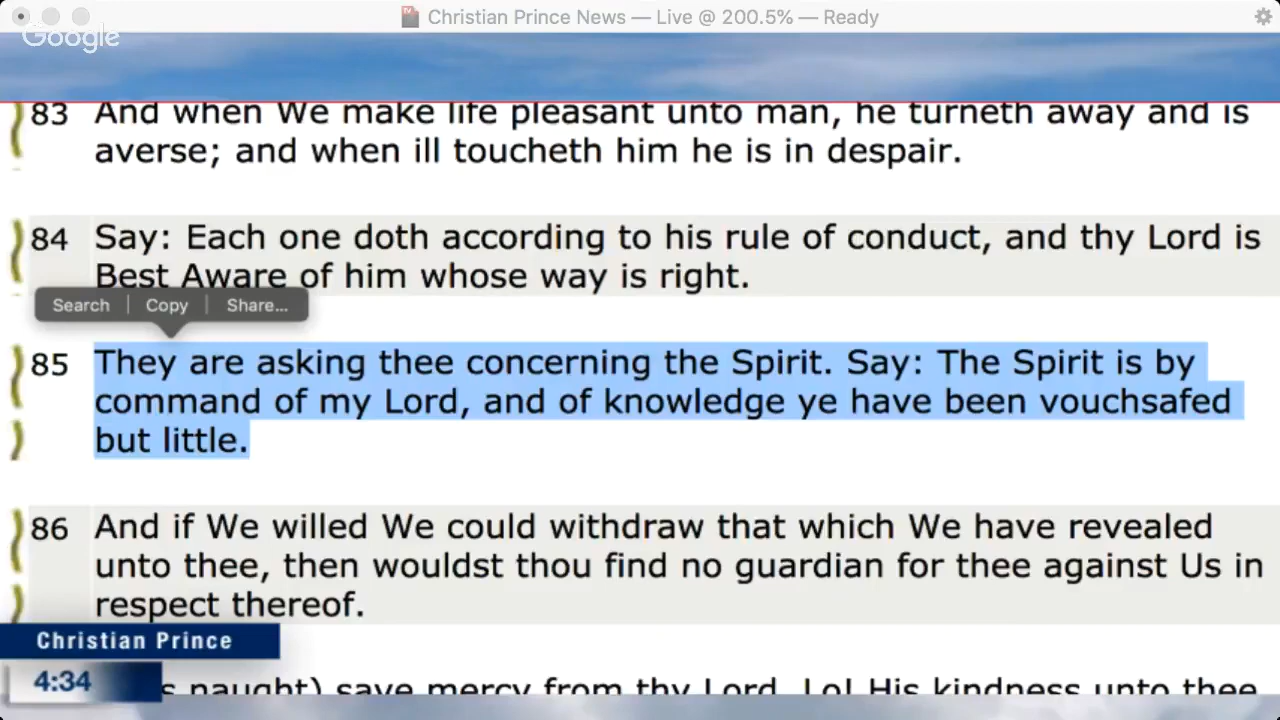 Christian Prince News — Live @ 200.5% — Ready
Google
83 And when We make life pleasant unto man, he turneth away and is
averse; and when ill toucheth him he is in despair.
84 Say: Each one doth according to his rule of conduct, and thy Lord is
Best Aware of him whose way is right.
Search | Copy | Share...
85 They are asking thee concerning the Spirit. Say: The Spirit is by
command of my Lord, and of knowledge ye have been vouchsafed
but little.
86 And if We willed We could withdraw that which We have revealed
unto thee, then wouldst thou find no guardian for thee against Us in
respect thereof.
Christian Prince
4:34
s naught) save mercy from thy Lord. Lo! His kindness unto thee